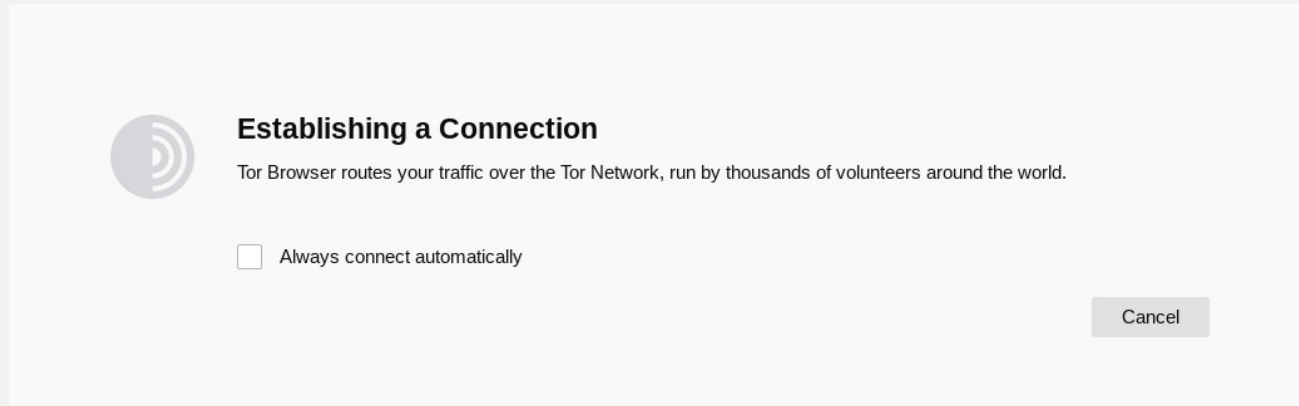 Establishing a Connection
Tor Browser routes your traffic over the Tor Network, run by thousands of volunteers around the world.
Always connect automatically
Cancel